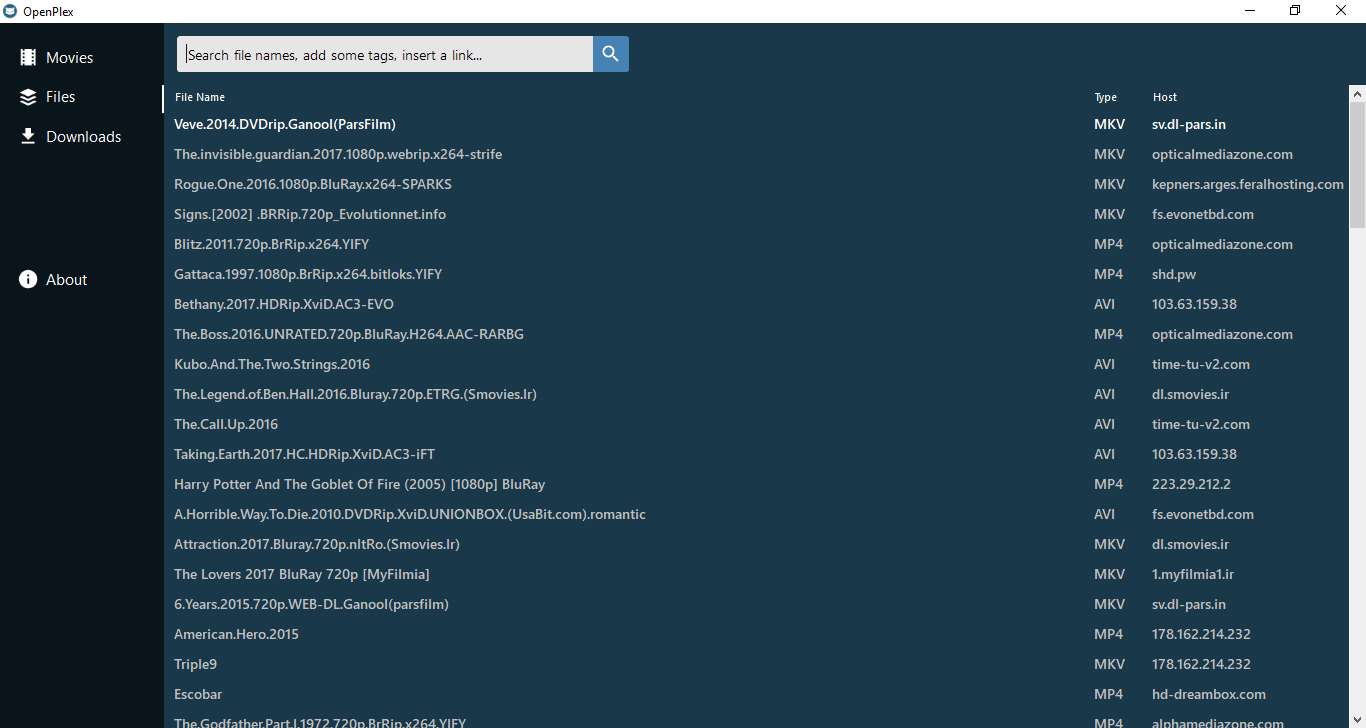 OpenPlex
Movies
Files
Downloads
About
Search file names, add some tags, insert a link...
File Name Type Host
Veve.2014.DVDrip.Ganool(ParsFilm) MKV sv.dl-pars.in
The.invisible.guardian.2017.1080p.webrip.x264-strife MKV opticalmediazone.com
Rogue.One.2016.1080p.BluRay.x264-SPARKS MKV kepners.arges.feralhosting.com
Signs.[2002] .BRRip.720p_Evolutionnet.info MKV fs.evonetbd.com
Blitz.2011.720p.BrRip.x264.YIFY MP4 opticalmediazone.com
Gattaca.1997.1080p.BrRip.x264.bitloks.YIFY MP4 shd.pw
Bethany.2017.HDRip.XviD.AC3-EVO AVI 103.63.159.38
The.Boss.2016.UNRATED.720p.BluRay.H264.AAC-RARBG MP4 opticalmediazone.com
Kubo.And.The.Two.Strings.2016 AVI time-tu-v2.com
The.Legend.of.Ben.Hall.2016.Bluray.720p.ETRG.(Smovies.Ir) AVI dl.smovies.ir
The.Call.Up.2016 AVI time-tu-v2.com
Taking.Earth.2017.HC.HDRip.XviD.AC3-iFT AVI 103.63.159.38
Harry Potter And The Goblet Of Fire (2005) [1080p] BluRay MP4 223.29.212.2
A.Horrible.Way.To.Die.2010.DVDRip.XviD.UNIONBOX.(UsaBit.com).romantic AVI fs.evonetbd.com
Attraction.2017.Bluray.720p.nItRo.(Smovies.Ir) MKV dl.smovies.ir
The Lovers 2017 BluRay 720p [MyFilmia] MKV 1.myfilmia1.ir
6.Years.2015.720p.WEB-DL.Ganool(parsfilm) MKV sv.dl-pars.in
American.Hero.2015 MP4 178.162.214.232
Triple9 MKV 178.162.214.232
Escobar MP4 hd-dreambox.com
The.Godfather.Part.I.1972.720p.BrRip.x264.YIFY MP4 alphamediazone.com